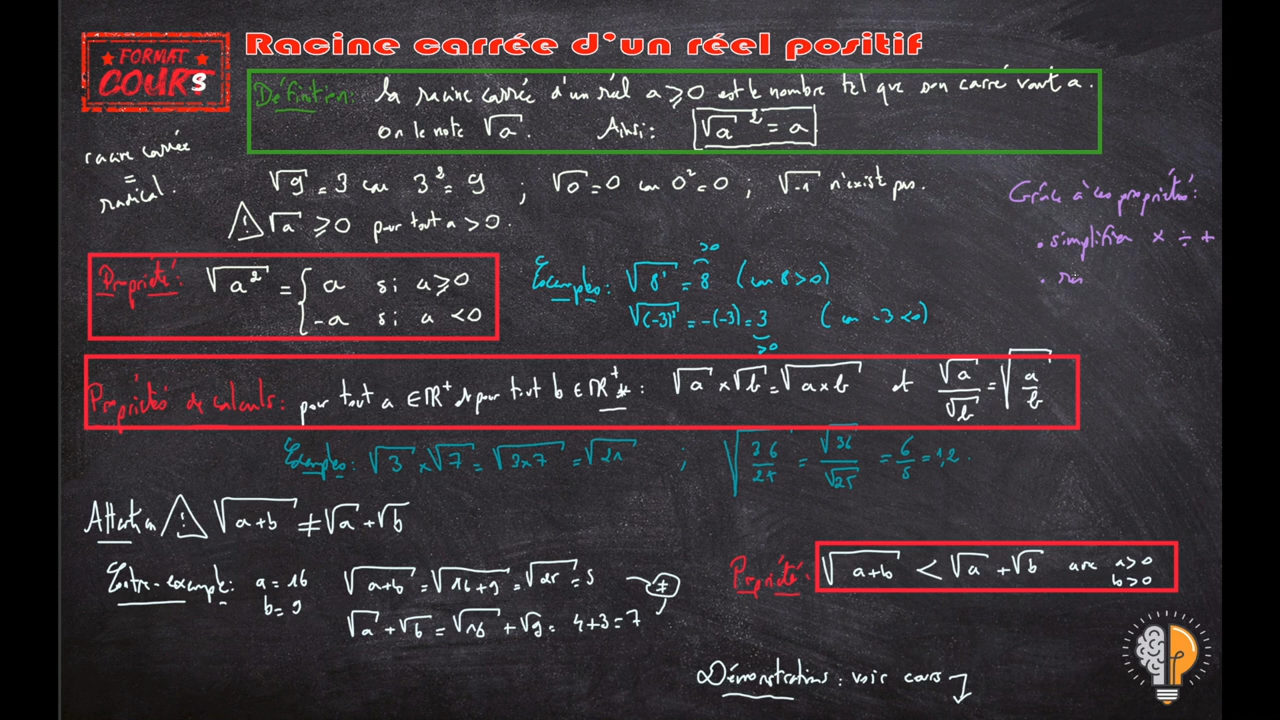 FORMAT
COURS
Racine carrée d'un réel positif
Définition: la racine carrée d'un réel a ⩾ 0 est le nombre tel que son carré vaut a.
on le note √a. Ainsi: √a² = a
racine carrée
=
radical.
√9 = 3 car 3² = 9 ; √0 = 0 car 0² = 0 ; √-1 n'existe pas.
⚠ √a ⩾ 0 pour tout a > 0.
Grâce à ces propriétés:
. simplifier × ÷ +
. rés
Propriété: √a² = { a si a ⩾ 0
-a si a < 0
Exemples: √8² = 8 (car 8 > 0)
>0
√(-3)² = -(-3) = 3 (car -3 < 0)
>0
Propriétés de calculs: pour tout a ∈ ℝ⁺ et pour tout b ∈ ℝ⁺* : √a × √b = √a×b et √a/√b = √a/b
Exemples: √3 × √7 = √3×7 = √21 ; √36/25 = √36/√25 = 6/5 = 1,2.
Attention ⚠ √a+b ≠ √a + √b
Contre-exemple: a = 16 √a+b = √16+9 = √25 = 5
b = 9 √a + √b = √16 + √9 = 4+3 = 7
≠
Propriété: √a+b < √a + √b avec a>0
b>0
Démonstrations: voir cours